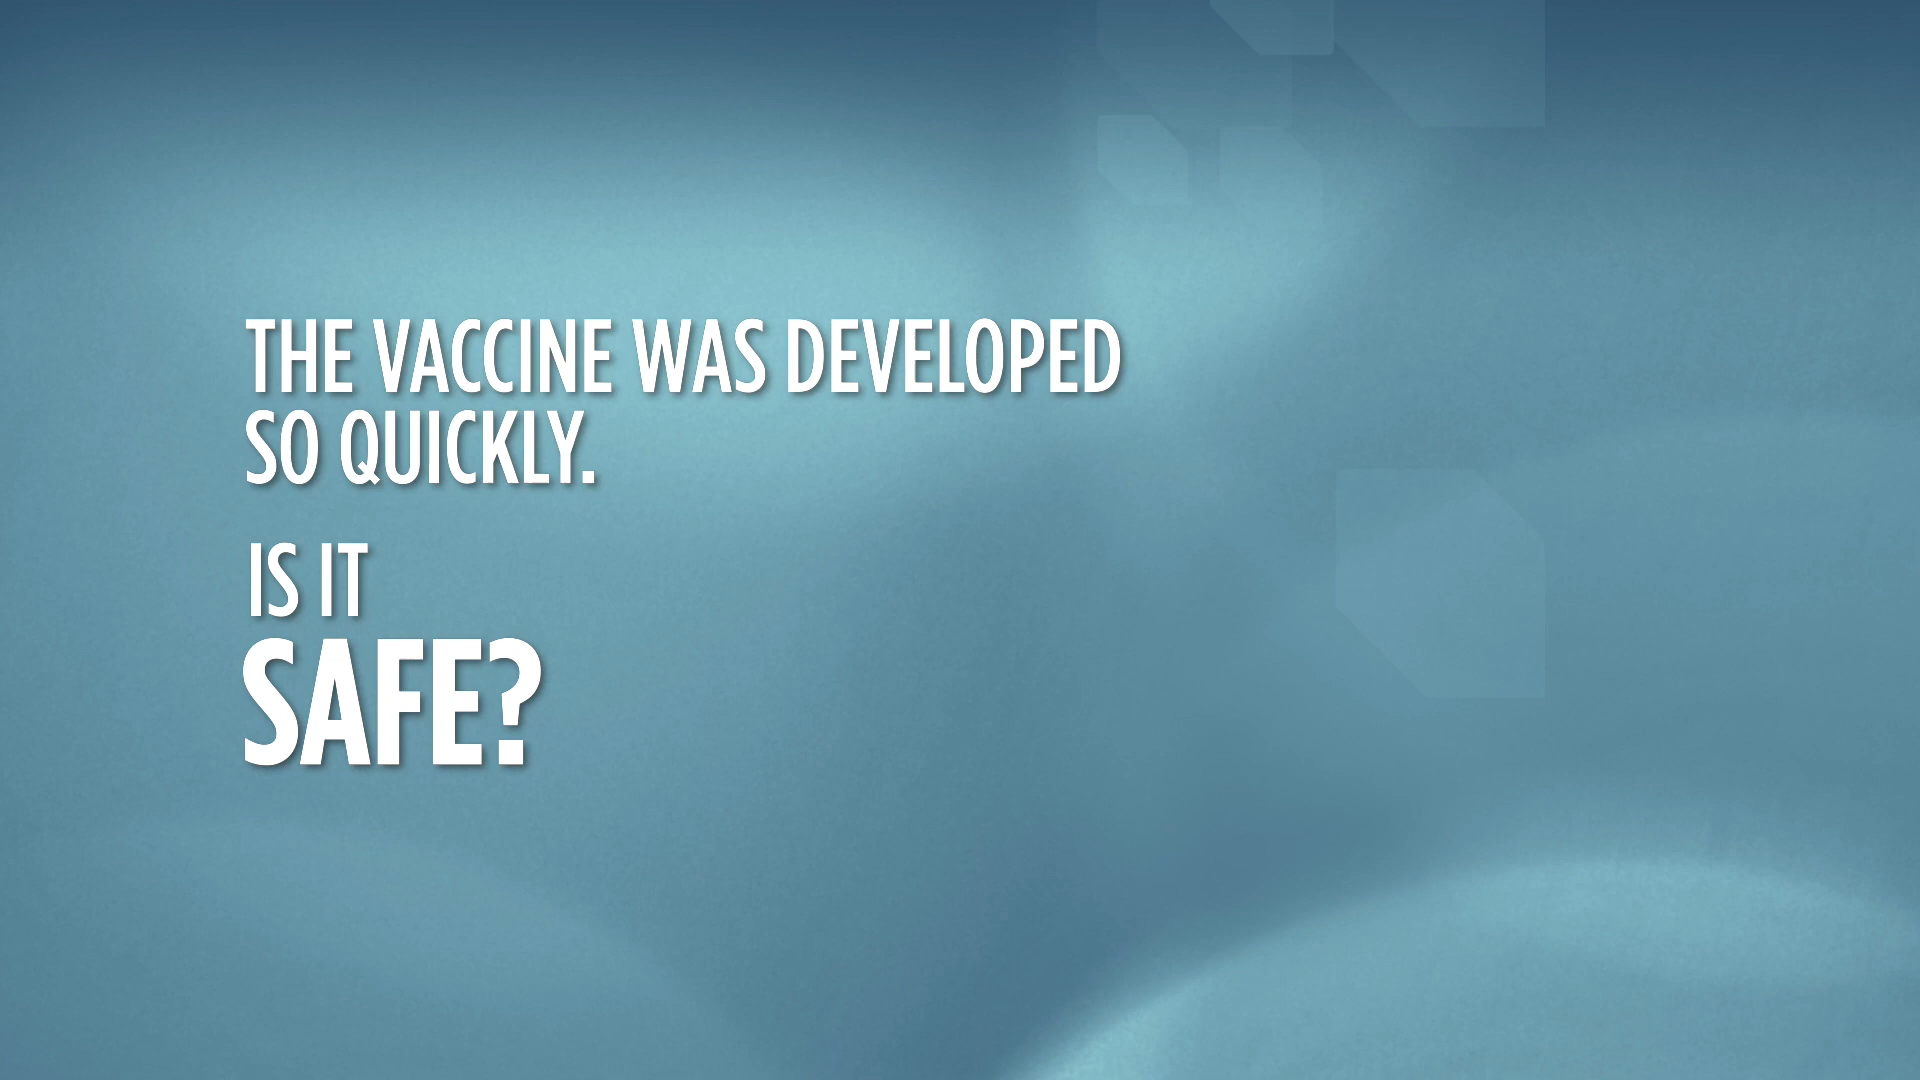 THE VACCINE WAS DEVELOPED
SO QUICKLY.
IS IT
SAFE?